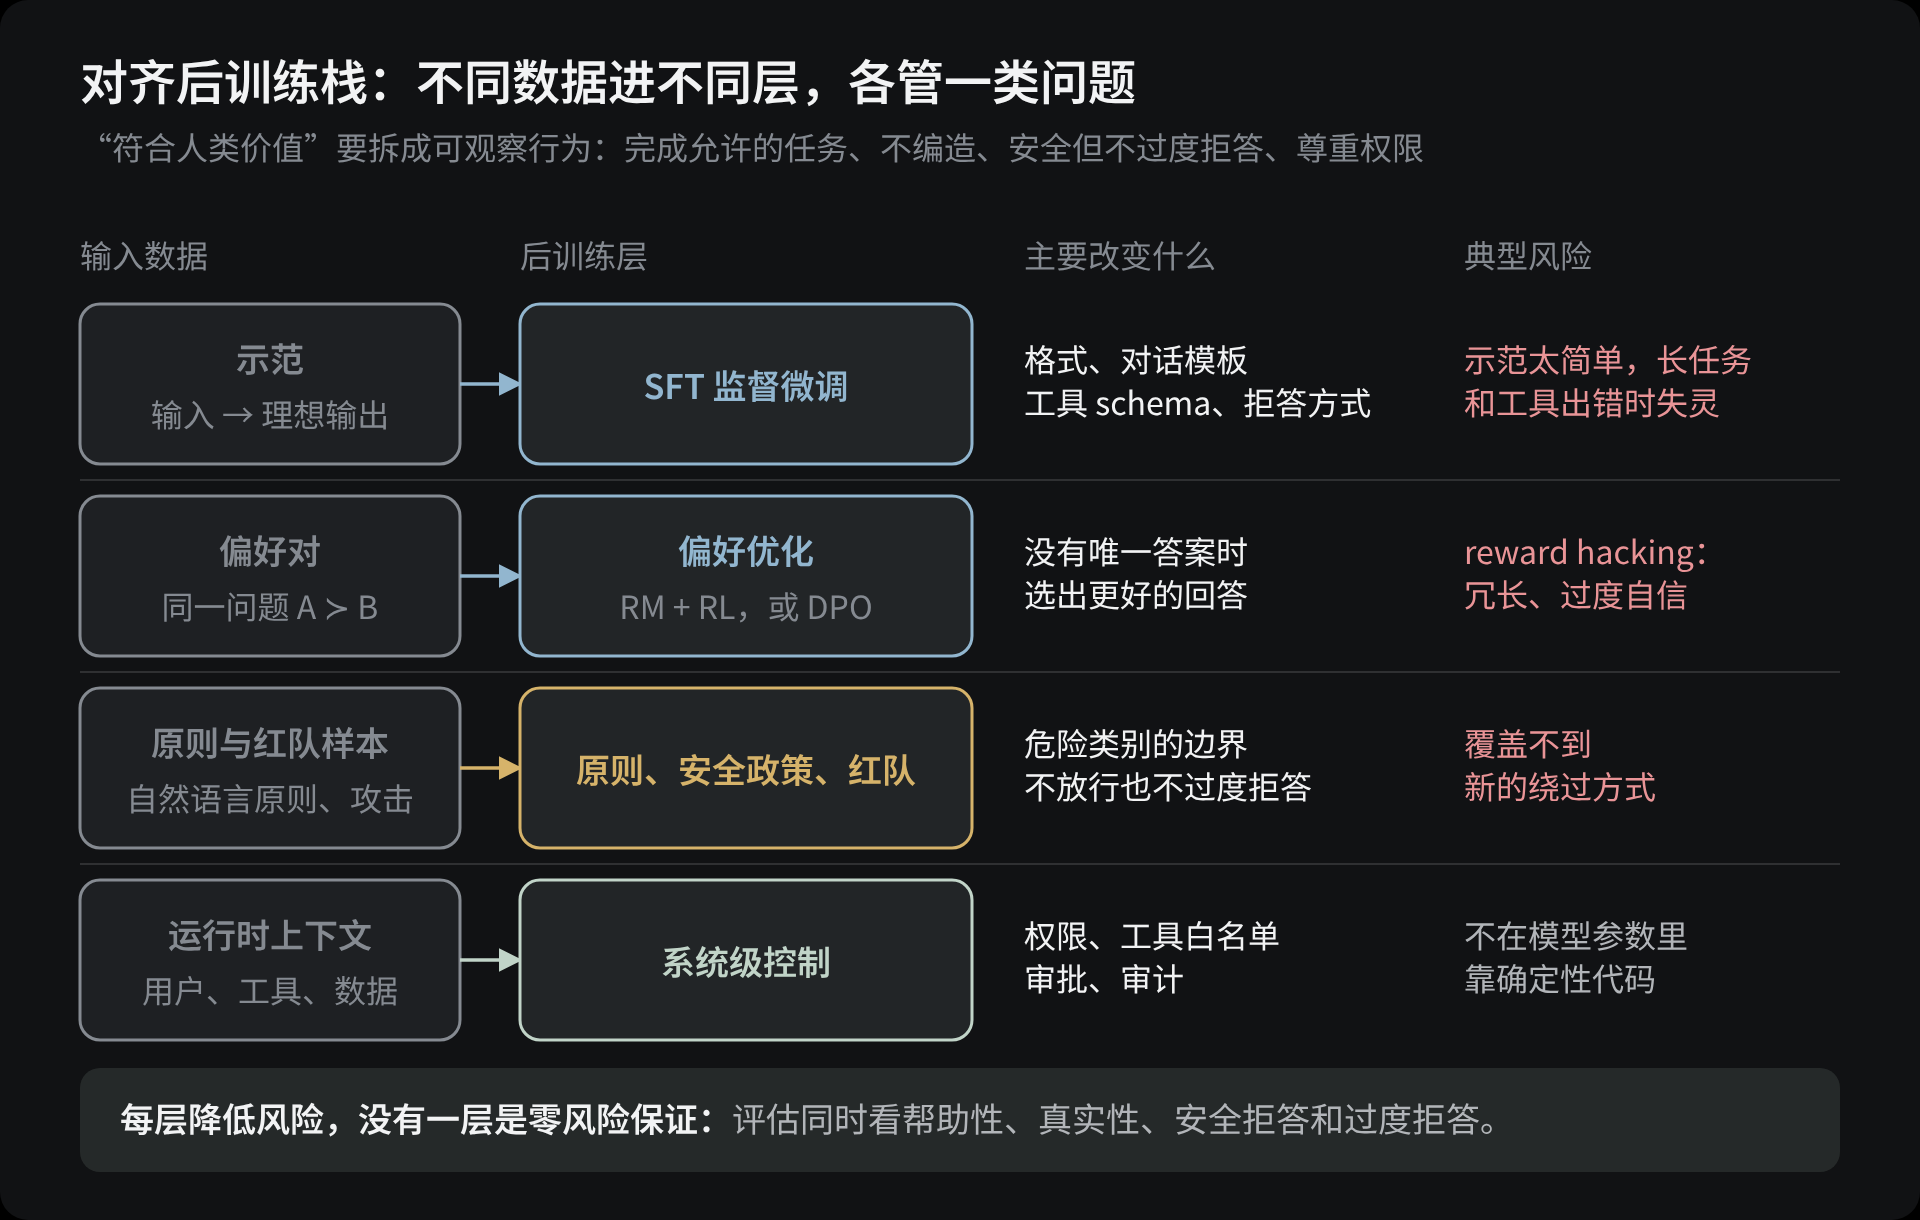 对齐后训练栈：不同数据进不同层，各管一类问题
“符合人类价值”要拆成可观察行为：完成允许的任务、不编造、安全但不过度拒答、尊重权限
输入数据
后训练层
主要改变什么
典型风险
示范
输入 → 理想输出
SFT 监督微调
格式、对话模板
工具 schema、拒答方式
示范太简单，长任务
和工具出错时失灵
偏好对
同一问题 A ≻ B
偏好优化
RM + RL，或 DPO
没有唯一答案时
选出更好的回答
reward hacking：
冗长、过度自信
原则与红队样本
自然语言原则、攻击
原则、安全政策、红队
危险类别的边界
不放行也不过度拒答
覆盖不到
新的绕过方式
运行时上下文
用户、工具、数据
系统级控制
权限、工具白名单
审批、审计
不在模型参数里
靠确定性代码
每层降低风险，没有一层是零风险保证：评估同时看帮助性、真实性、安全拒答和过度拒答。